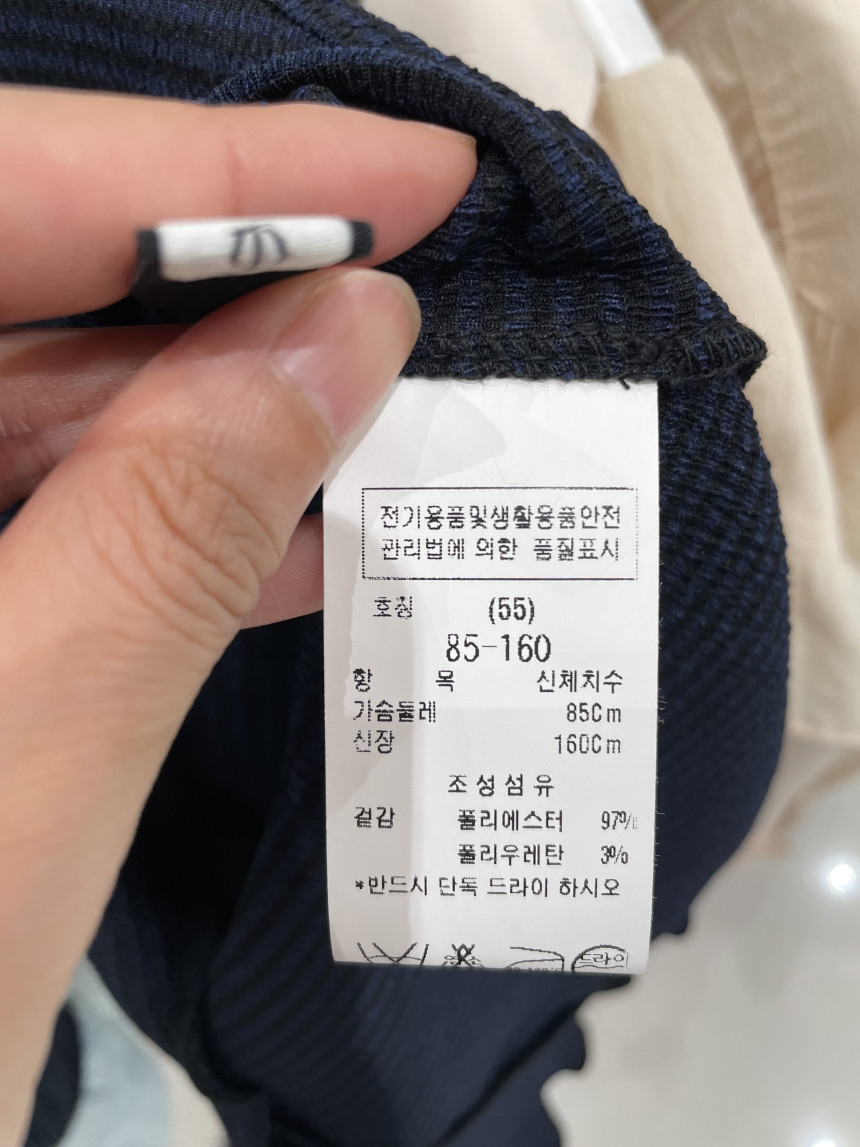 전기용품및생활용품안전
관리법에 의한 품질표시
호칭 (55)
85-160
항 목 신체치수
가슴둘레 85Cm
신장 160Cm
조성섬유
겉감 폴리에스터 97%
폴리우레탄 3%
*반드시 단독 드라이 하시오
드라이